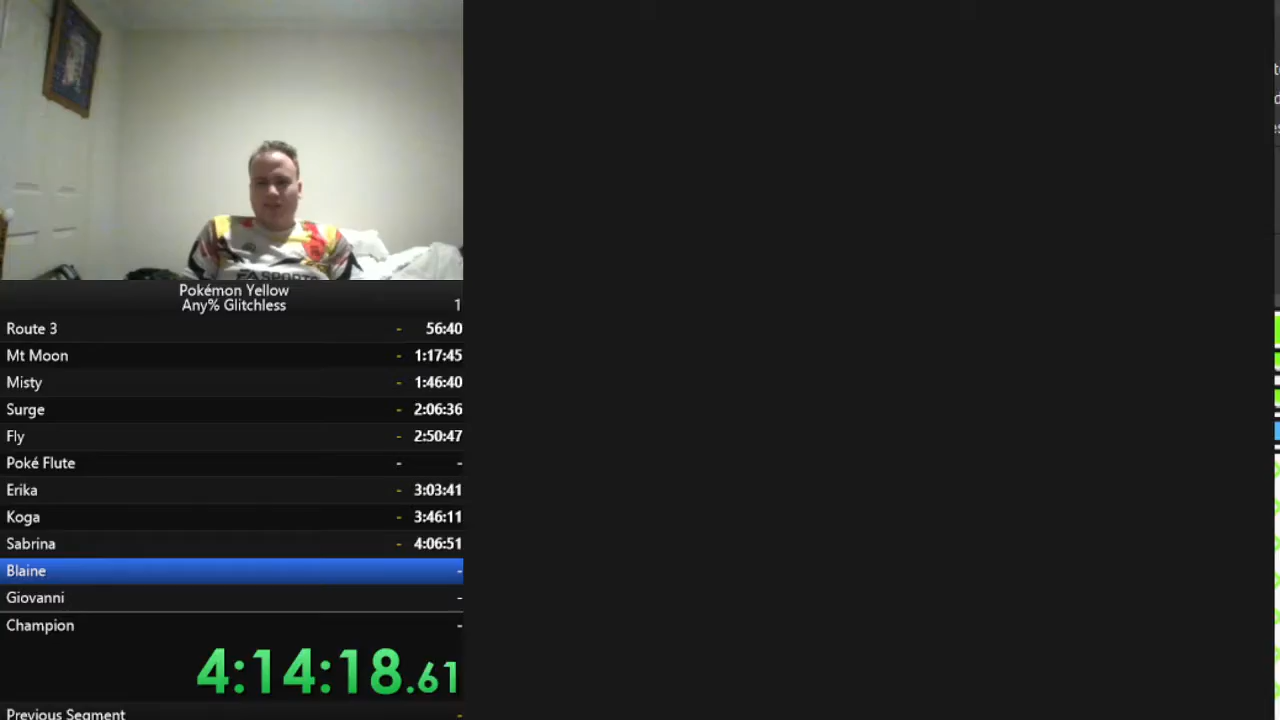 EA SPORTS
Pokémon Yellow
Any% Glitchless
1
Route 3 - 56:40
Mt Moon - 1:17:45
Misty - 1:46:40
Surge - 2:06:36
Fly - 2:50:47
Poké Flute - -
Erika - 3:03:41
Koga - 3:46:11
Sabrina - 4:06:51
Blaine -
Giovanni -
Champion -
4:14:18.61
Previous Segment -